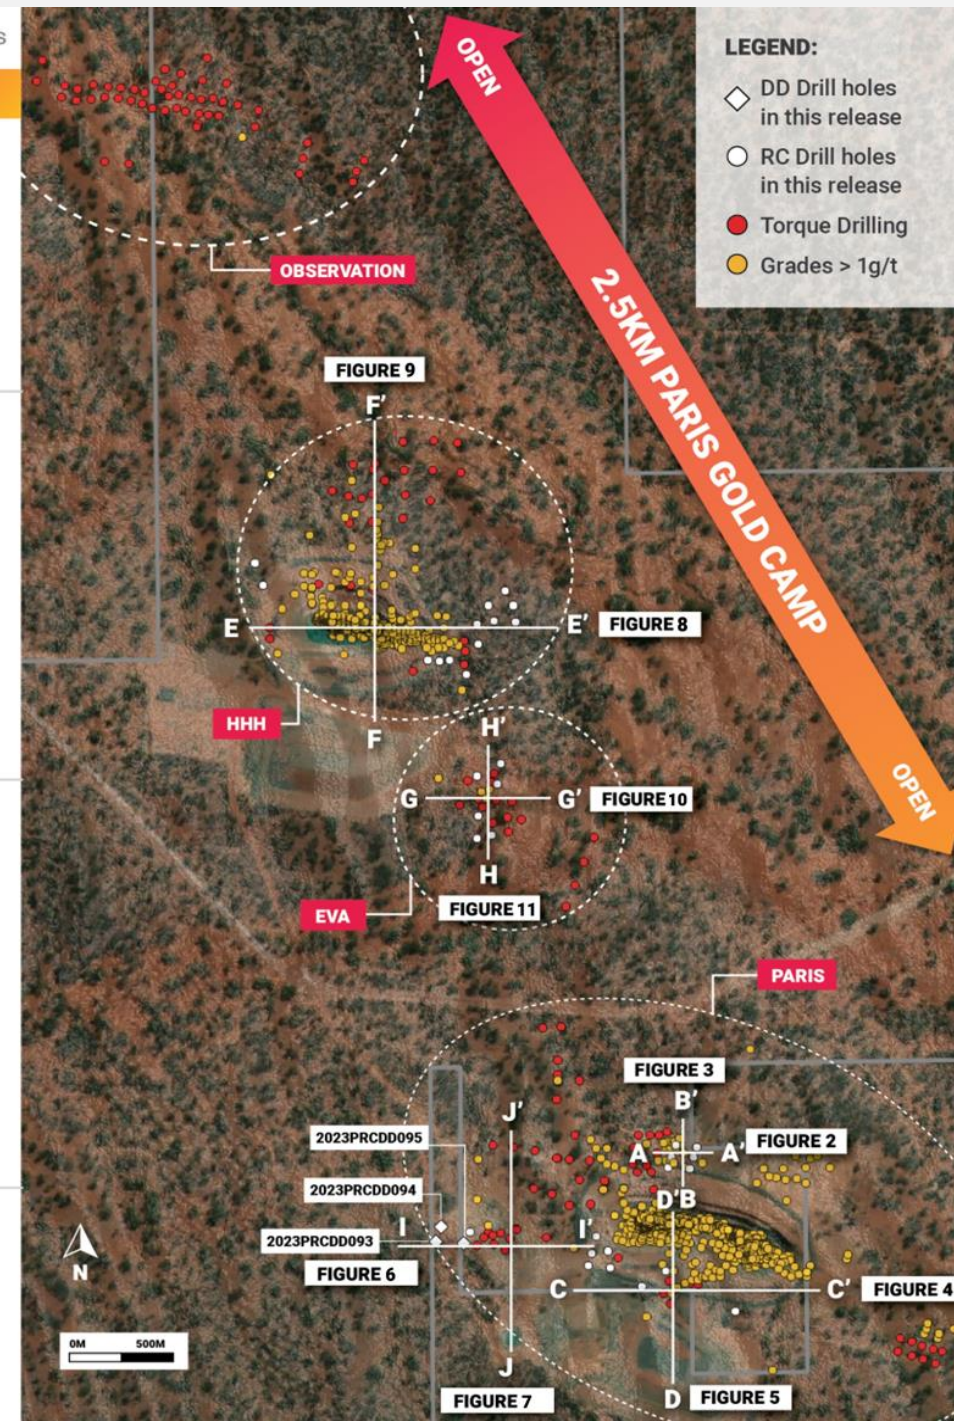 s
LEGEND:
DD Drill holes
in this release
RC Drill holes
in this release
Torque Drilling
Grades > 1g/t
OPEN
2.5KM PARIS GOLD CAMP
OPEN
OBSERVATION
FIGURE 9
F'
E
E'
FIGURE 8
HHH
F
H'
G
G'
FIGURE 10
H
FIGURE 11
EVA
PARIS
FIGURE 3
B'
J'
2023PRCDD095
A
A'
FIGURE 2
2023PRCDD094
D'
B
I
I'
2023PRCDD093
FIGURE 6
C
C'
FIGURE 4
N
0M
500M
J
FIGURE 7
D
FIGURE 5